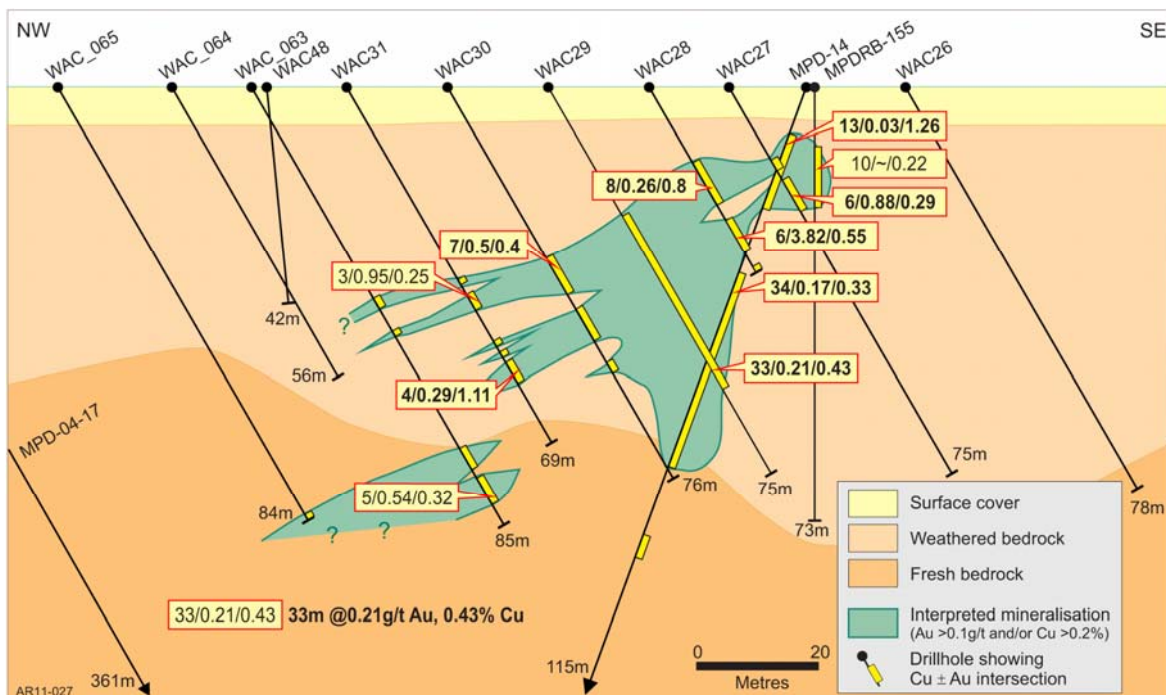 NW
SE
WAC_065
WAC_064
WAC_063
WAC48
WAC31
WAC30
WAC29
WAC28
WAC27
MPD-14
MPDRB-155
WAC26
13/0.03/1.26
10/~/0.22
8/0.26/0.8
6/0.88/0.29
7/0.5/0.4
6/3.82/0.55
3/0.95/0.25
34/0.17/0.33
42m
?
56m
33/0.21/0.43
4/0.29/1.11
MPD-04-17
69m
75m
76m
75m
78m
5/0.54/0.32
84m
? ?
85m
73m
Surface cover
Weathered bedrock
Fresh bedrock
Interpreted mineralisation
(Au >0.1g/t and/or Cu >0.2%)
Drillhole showing
Cu ± Au intersection
33/0.21/0.43 33m @0.21g/t Au, 0.43% Cu
0 20
Metres
115m
361m
AR11-027